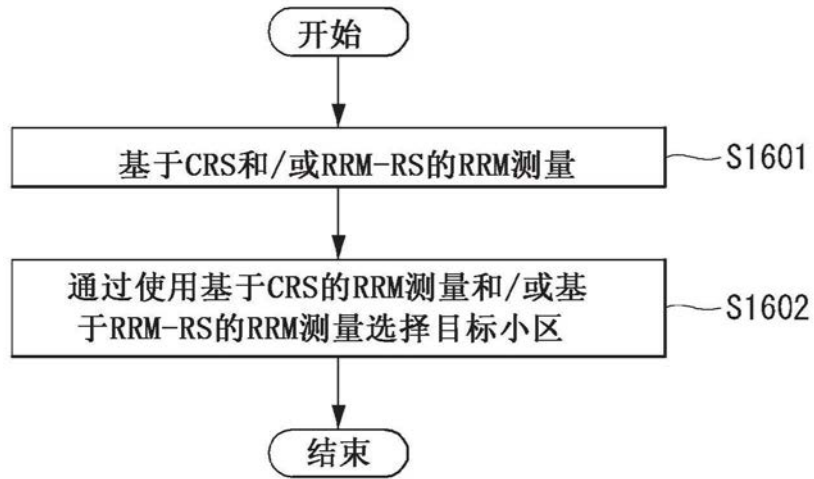 开始
基于CRS和/或RRM-RS的RRM测量
S1601
通过使用基于CRS的RRM测量和/或基
于RRM-RS的RRM测量选择目标小区
S1602
结束